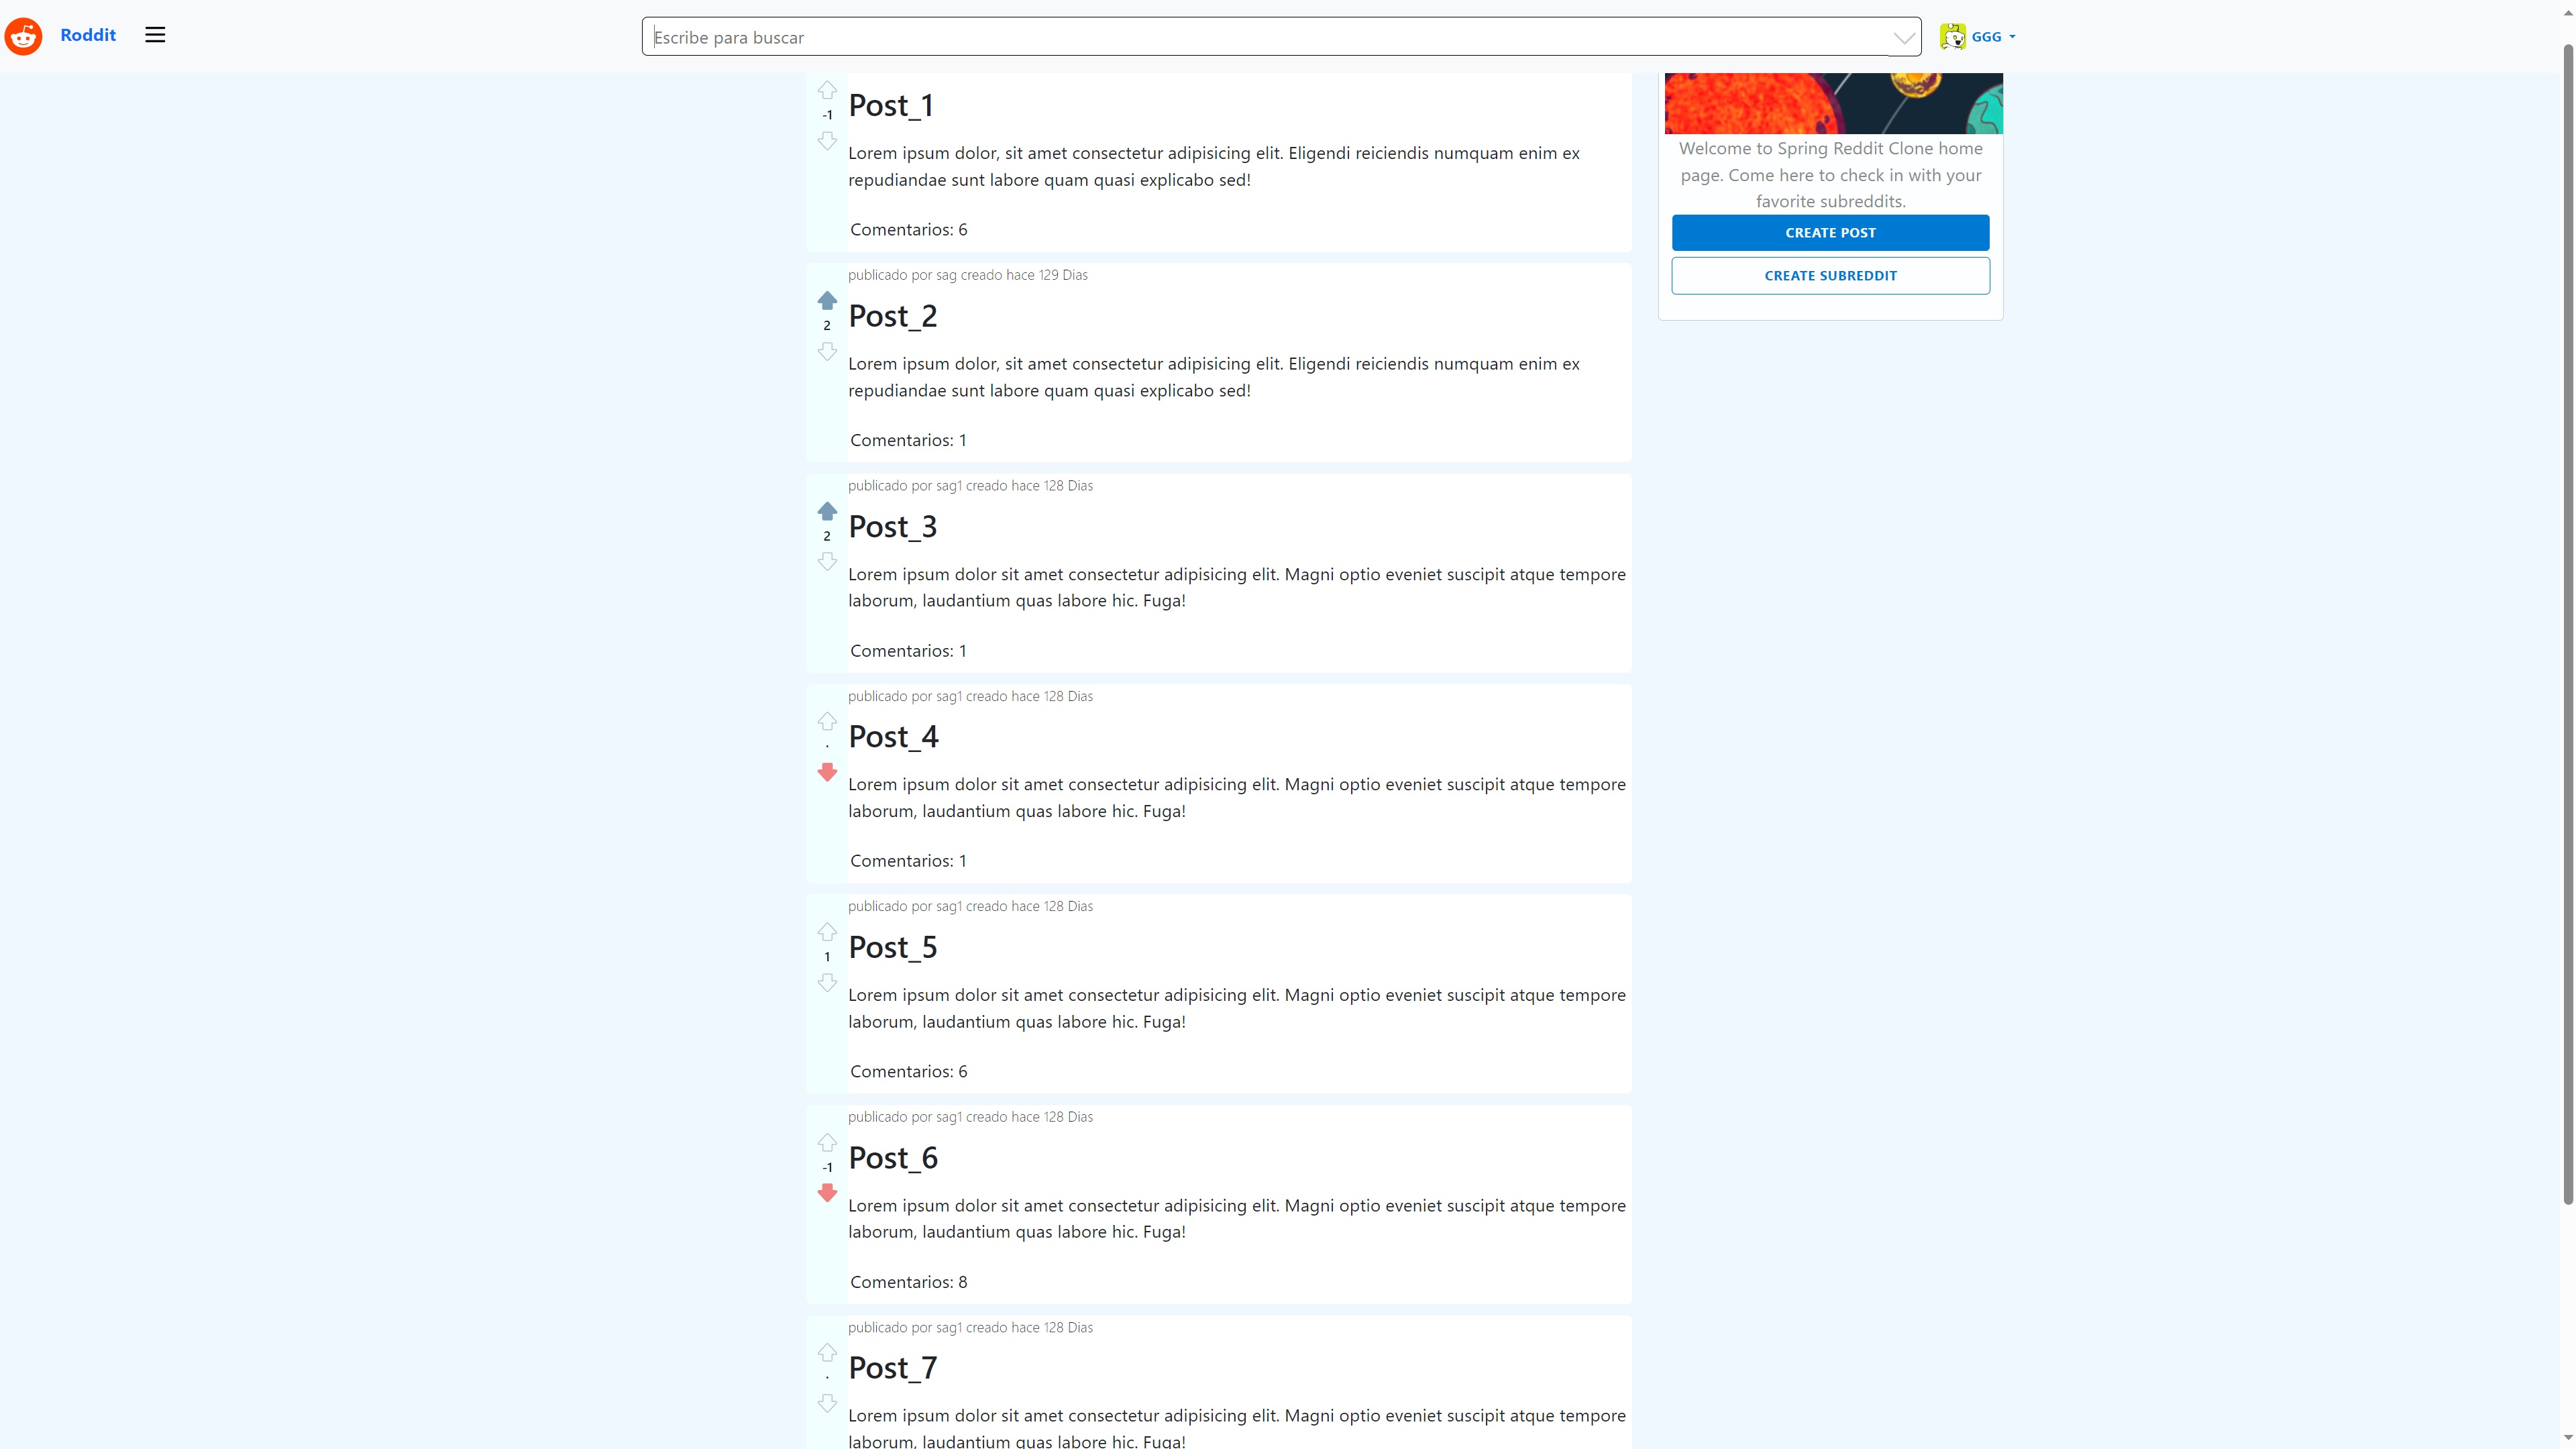 Roddit
Escribe para buscar
GGG
-1
Post_1
Lorem ipsum dolor, sit amet consectetur adipisicing elit. Eligendi reiciendis numquam enim ex
repudiandae sunt labore quam quasi explicabo sed!
Comentarios: 6
publicado por sag creado hace 129 Dias
2
Post_2
Lorem ipsum dolor, sit amet consectetur adipisicing elit. Eligendi reiciendis numquam enim ex
repudiandae sunt labore quam quasi explicabo sed!
Comentarios: 1
publicado por sag1 creado hace 128 Dias
2
Post_3
Lorem ipsum dolor sit amet consectetur adipisicing elit. Magni optio eveniet suscipit atque tempore
laborum, laudantium quas labore hic. Fuga!
Comentarios: 1
publicado por sag1 creado hace 128 Dias
.
Post_4
Lorem ipsum dolor sit amet consectetur adipisicing elit. Magni optio eveniet suscipit atque tempore
laborum, laudantium quas labore hic. Fuga!
Comentarios: 1
publicado por sag1 creado hace 128 Dias
1
Post_5
Lorem ipsum dolor sit amet consectetur adipisicing elit. Magni optio eveniet suscipit atque tempore
laborum, laudantium quas labore hic. Fuga!
Comentarios: 6
publicado por sag1 creado hace 128 Dias
-1
Post_6
Lorem ipsum dolor sit amet consectetur adipisicing elit. Magni optio eveniet suscipit atque tempore
laborum, laudantium quas labore hic. Fuga!
Comentarios: 8
publicado por sag1 creado hace 128 Dias
.
Post_7
Lorem ipsum dolor sit amet consectetur adipisicing elit. Magni optio eveniet suscipit atque tempore
laborum, laudantium quas labore hic. Fuga!
Welcome to Spring Reddit Clone home
page. Come here to check in with your
favorite subreddits.
CREATE POST
CREATE SUBREDDIT